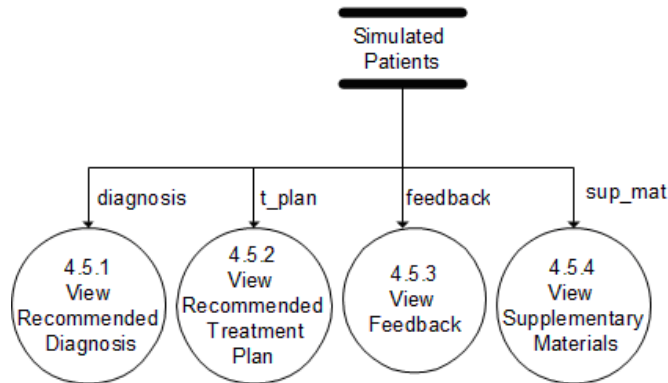 Simulated
Patients
diagnosis
t_plan
feedback
sup_mat
4.5.1
View
Recommended
Diagnosis
4.5.2
View
Recommended
Treatment
Plan
4.5.3
View
Feedback
4.5.4
View
Supplementary
Materials